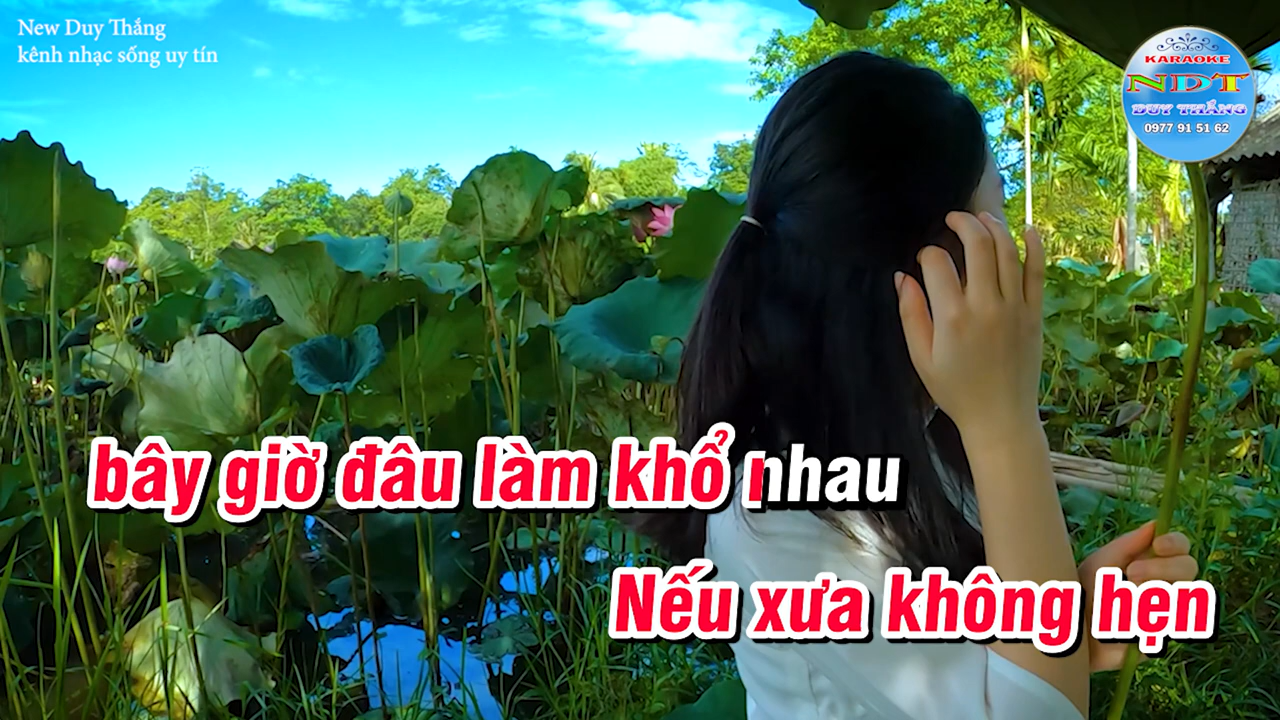 New Duy Thắng
kênh nhạc sống uy tín
KARAOKE
NDT
DUY THẮNG
0977 91 51 62
bây giờ đâu làm khổ nhau
Nếu xưa không hẹn